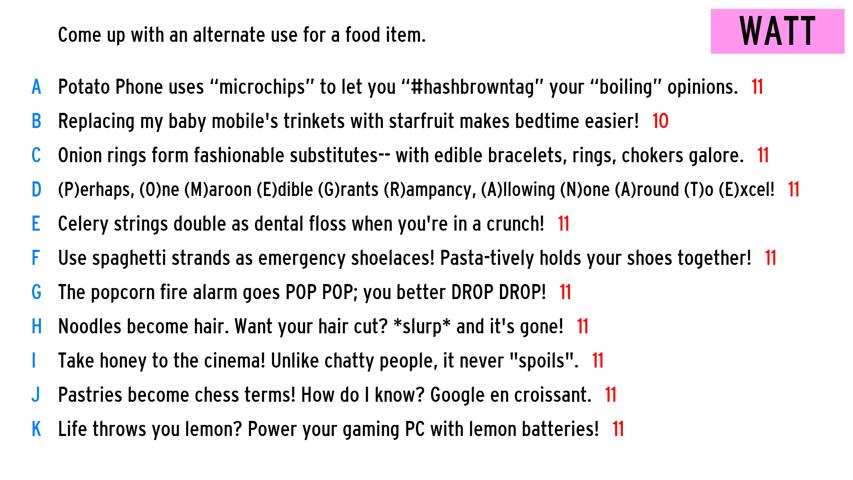 Come up with an alternate use for a food item.
WATT
A Potato Phone uses “microchips” to let you “#hashbrowntag” your “boiling” opinions. 11
B Replacing my baby mobile's trinkets with starfruit makes bedtime easier! 10
C Onion rings form fashionable substitutes-- with edible bracelets, rings, chokers galore. 11
D (P)erhaps, (O)ne (M)aroon (E)dible (G)rants (R)ampancy, (A)llowing (N)one (A)round (T)o (E)xcel! 11
E Celery strings double as dental floss when you're in a crunch! 11
F Use spaghetti strands as emergency shoelaces! Pasta-tively holds your shoes together! 11
G The popcorn fire alarm goes POP POP; you better DROP DROP! 11
H Noodles become hair. Want your hair cut? *slurp* and it's gone! 11
I Take honey to the cinema! Unlike chatty people, it never "spoils". 11
J Pastries become chess terms! How do I know? Google en croissant. 11
K Life throws you lemon? Power your gaming PC with lemon batteries! 11